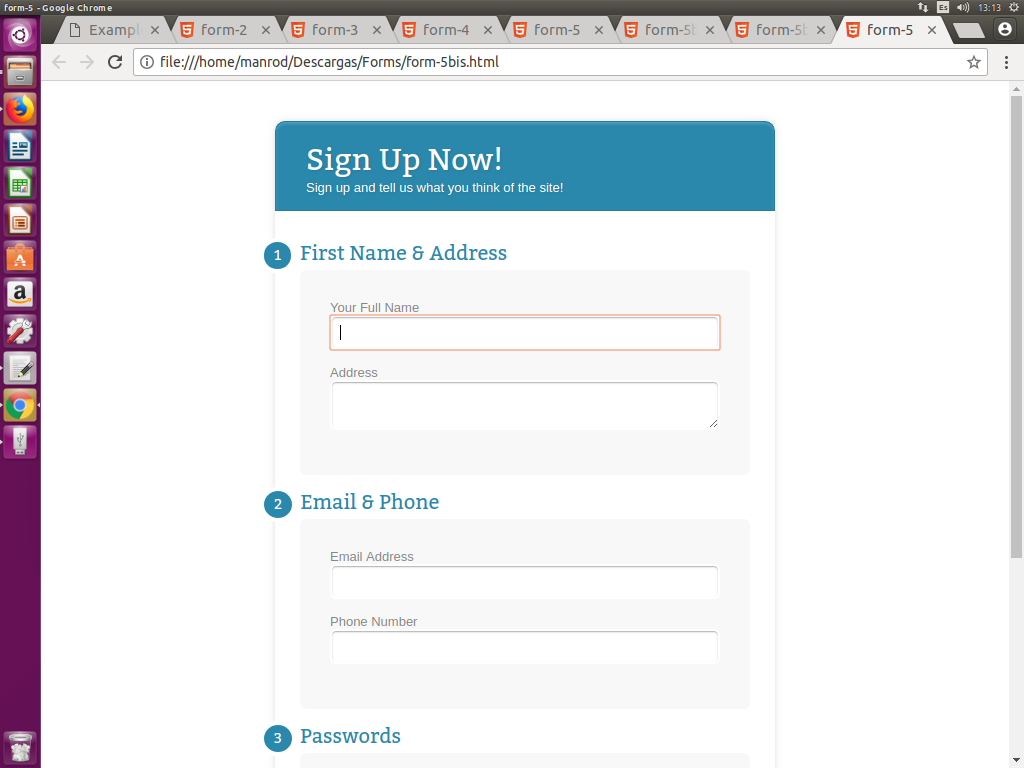 form-5 - Google Chrome
Es
13:13
Exampl
form-2
form-3
form-4
form-5
form-5b
form-5b
form-5
file:///home/manrod/Descargas/Forms/form-5bis.html
Sign Up Now!
Sign up and tell us what you think of the site!
1 First Name & Address
Your Full Name
Address
2 Email & Phone
Email Address
Phone Number
3 Passwords